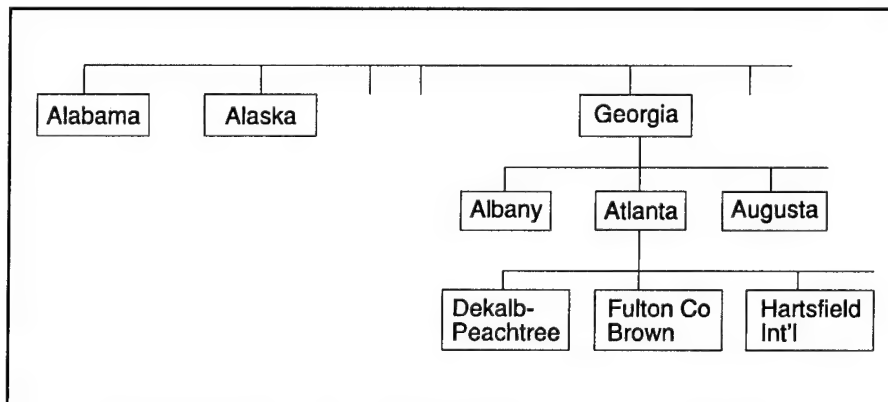 Alabama
Alaska
Georgia
Albany
Atlanta
Augusta
Dekalb-
Peachtree
Fulton Co
Brown
Hartsfield
Int'l